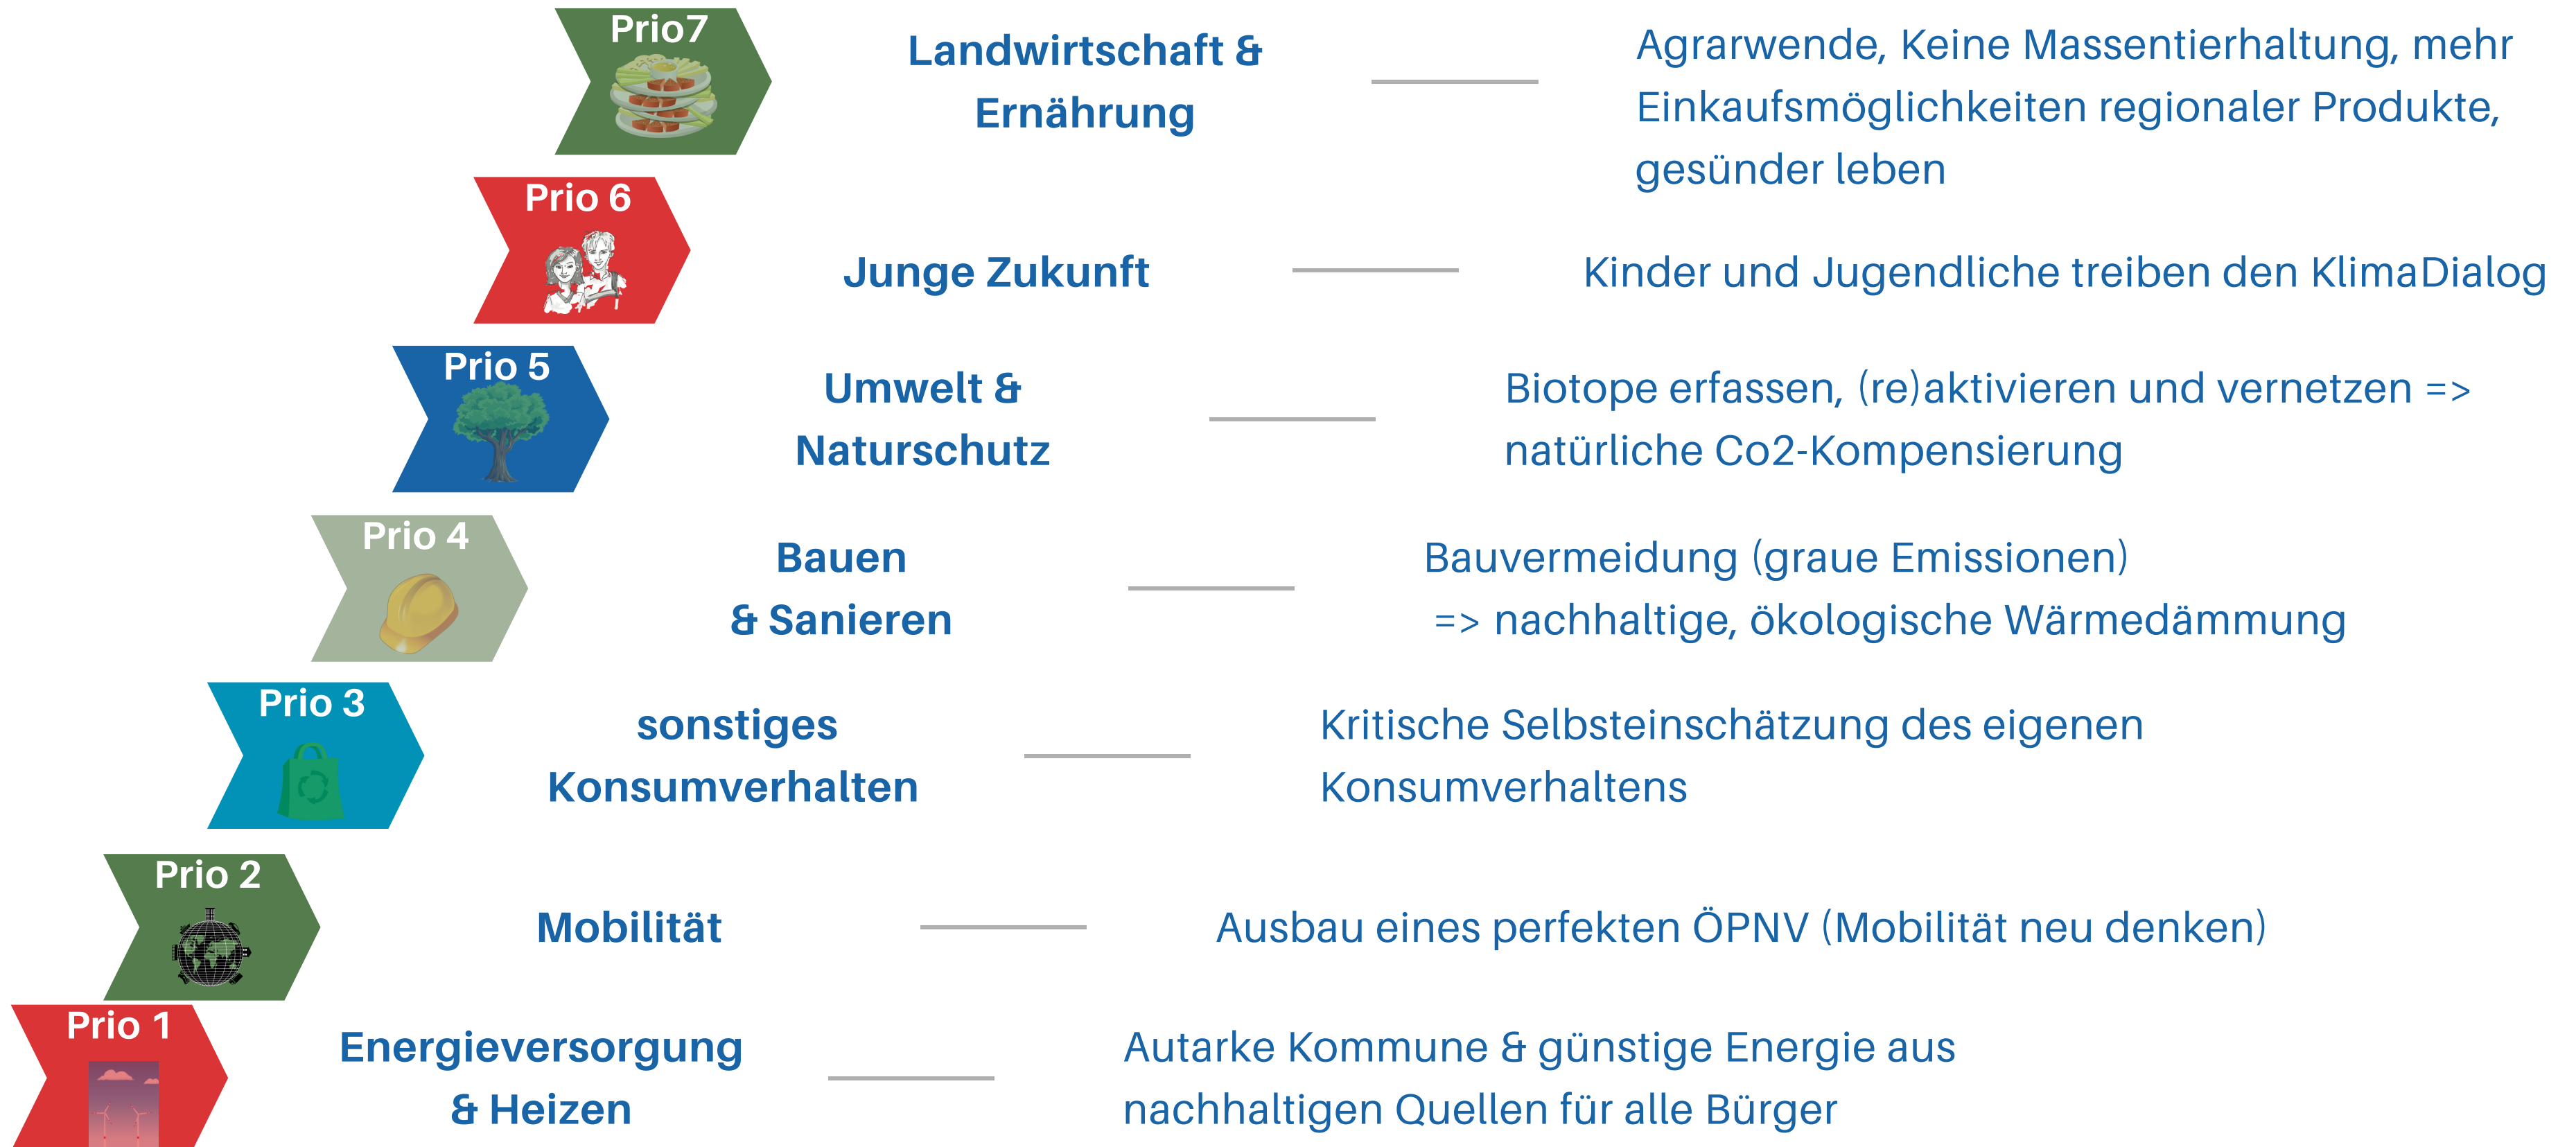 Prio7
Landwirtschaft &
Ernährung
Agrarwende, Keine Massentierhaltung, mehr
Einkaufsmöglichkeiten regionaler Produkte,
gesünder leben
Prio 6
Junge Zukunft
Kinder und Jugendliche treiben den KlimaDialog
Prio 5
Umwelt &
Naturschutz
Biotope erfassen, (re)aktivieren und vernetzen =>
natürliche Co2-Kompensierung
Prio 4
Bauen
& Sanieren
Bauvermeidung (graue Emissionen)
=> nachhaltige, ökologische Wärmedämmung
Prio 3
sonstiges
Konsumverhalten
Kritische Selbsteinschätzung des eigenen
Konsumverhaltens
Prio 2
Mobilität
Ausbau eines perfekten ÖPNV (Mobilität neu denken)
Prio 1
Energieversorgung
& Heizen
Autarke Kommune & günstige Energie aus
nachhaltigen Quellen für alle Bürger